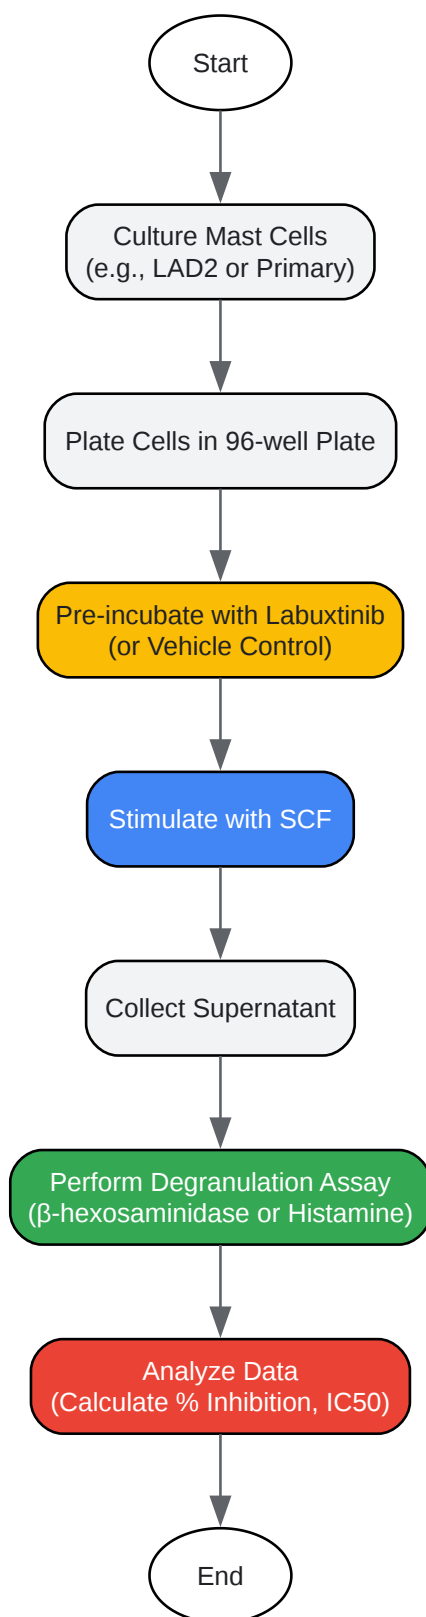 Start
Culture Mast Cells
(e.g., LAD2 or Primary)
Plate Cells in 96-well Plate
Pre-incubate with Labuxtinib
(or Vehicle Control)
Stimulate with SCF
Collect Supernatant
Perform Degranulation Assay
(β-hexosaminidase or Histamine)
Analyze Data
(Calculate % Inhibition, IC50)
End